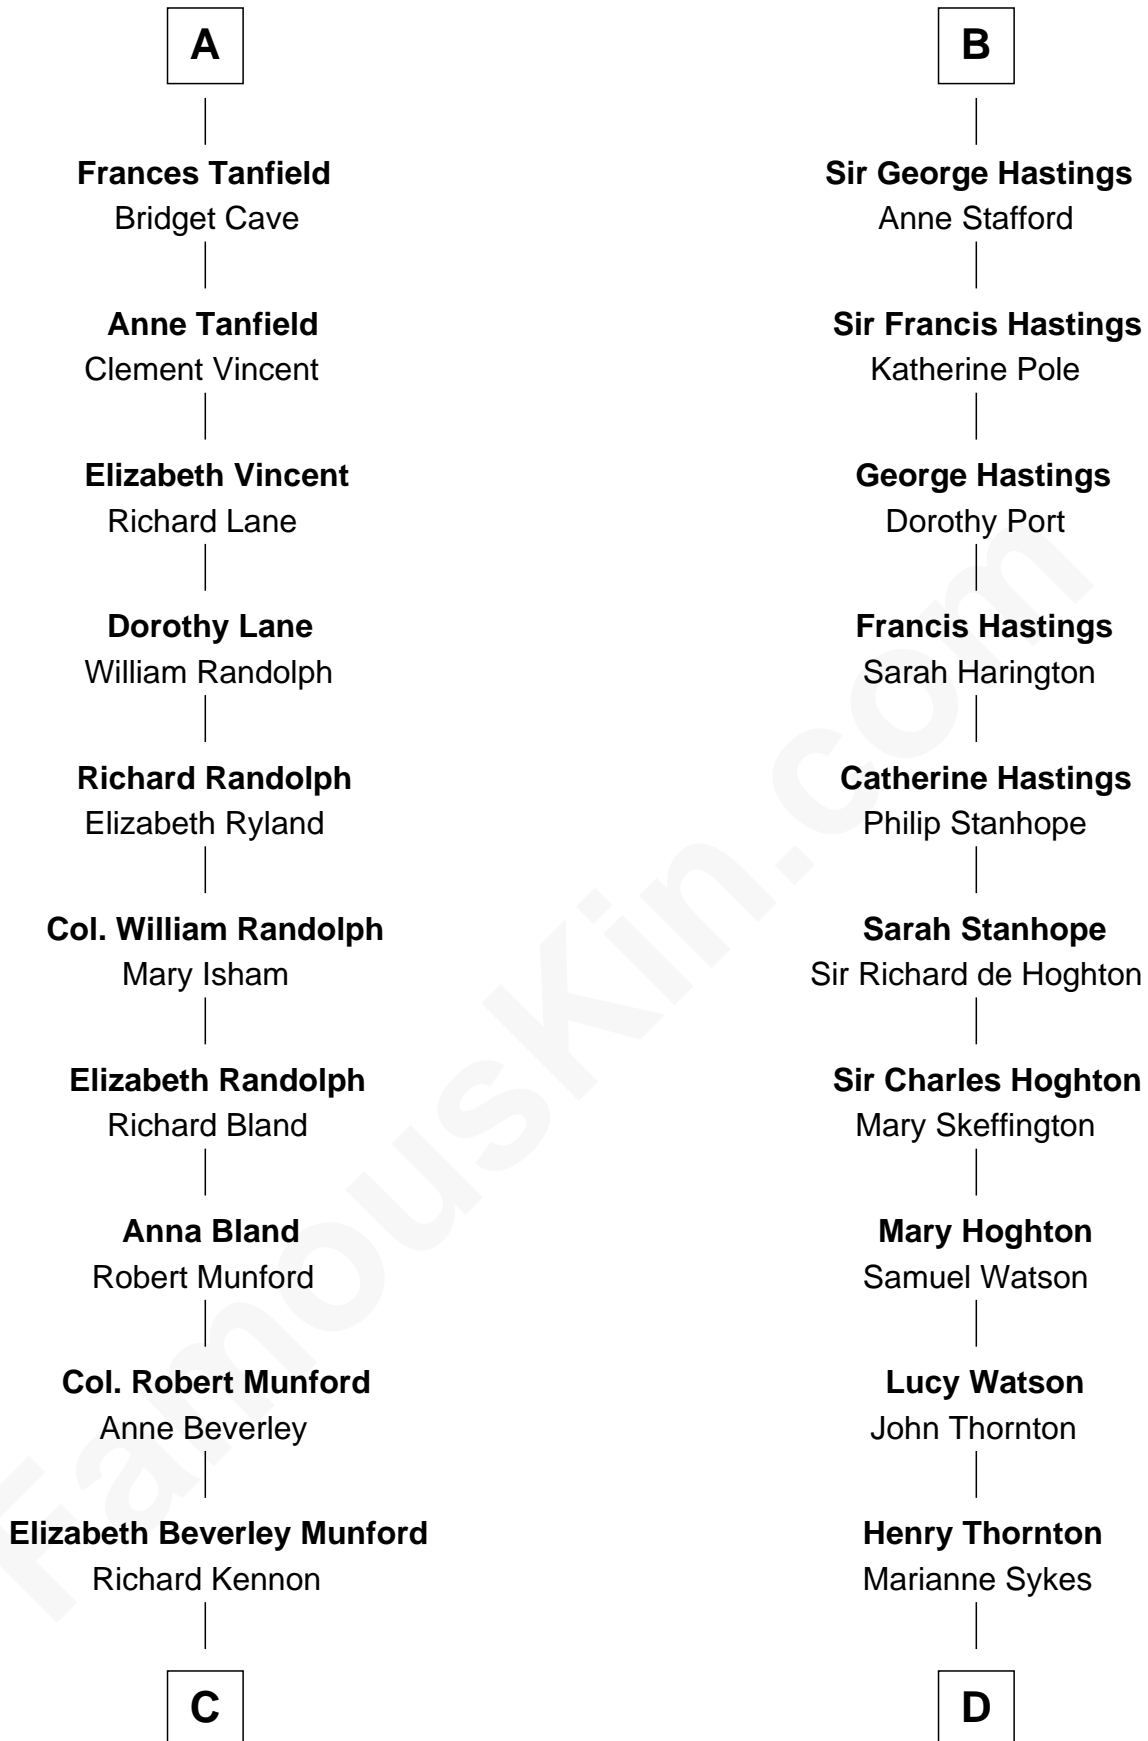 A
Frances Tanfield
Bridget Cave
Anne Tanfield
Clement Vincent
Elizabeth Vincent
Richard Lane
Dorothy Lane
William Randolph
Richard Randolph
Elizabeth Ryland
Col. William Randolph
Mary Isham
Elizabeth Randolph
Richard Bland
Anna Bland
Robert Munford
Col. Robert Munford
Anne Beverley
Elizabeth Beverley Munford
Richard Kennon
C
B
Sir George Hastings
Anne Stafford
Sir Francis Hastings
Katherine Pole
George Hastings
Dorothy Port
Francis Hastings
Sarah Harington
Catherine Hastings
Philip Stanhope
Sarah Stanhope
Sir Richard de Hoghton
Sir Charles Hoghton
Mary Skeffington
Mary Hoghton
Samuel Watson
Lucy Watson
John Thornton
Henry Thornton
Marianne Sykes
D
FamousKin.com